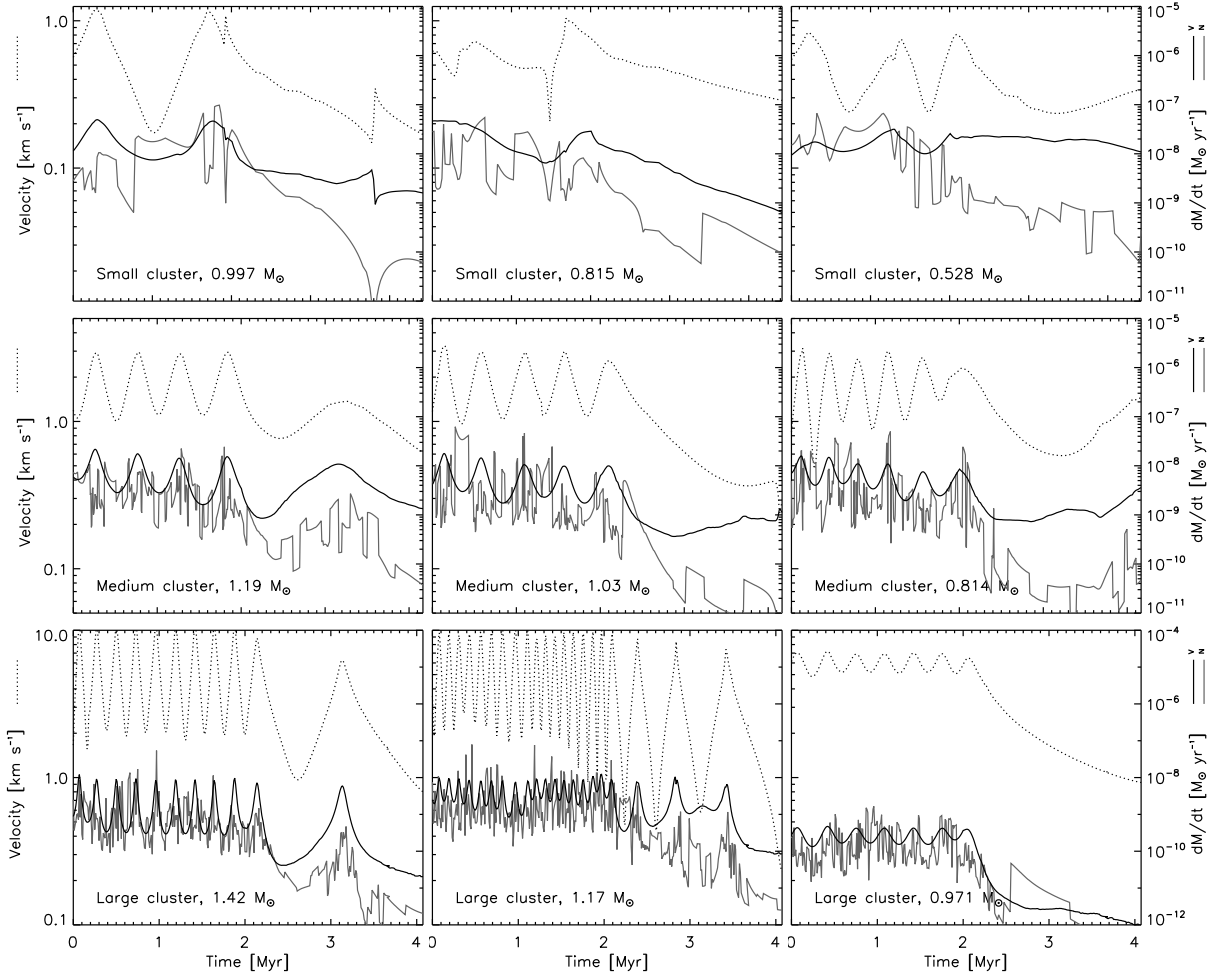 1.0
0.1
Velocity [km s⁻¹]
Small cluster, 0.997 M⊙
Small cluster, 0.815 M⊙
Small cluster, 0.528 M⊙
10⁻⁵
10⁻⁶
10⁻⁷
10⁻⁸
10⁻⁹
10⁻¹⁰
10⁻¹¹
dM/dt [M⊙ yr⁻¹]
V
N
1.0
0.1
Velocity [km s⁻¹]
Medium cluster, 1.19 M⊙
Medium cluster, 1.03 M⊙
Medium cluster, 0.814 M⊙
10⁻⁵
10⁻⁶
10⁻⁷
10⁻⁸
10⁻⁹
10⁻¹⁰
10⁻¹¹
dM/dt [M⊙ yr⁻¹]
V
N
10.0
1.0
0.1
Velocity [km s⁻¹]
Large cluster, 1.42 M⊙
Large cluster, 1.17 M⊙
Large cluster, 0.971 M⊙
10⁻⁴
10⁻⁶
10⁻⁸
10⁻¹⁰
10⁻¹²
dM/dt [M⊙ yr⁻¹]
V
N
0 1 2 3 4
0 1 2 3 4
0 1 2 3 4
Time [Myr]
Time [Myr]
Time [Myr]